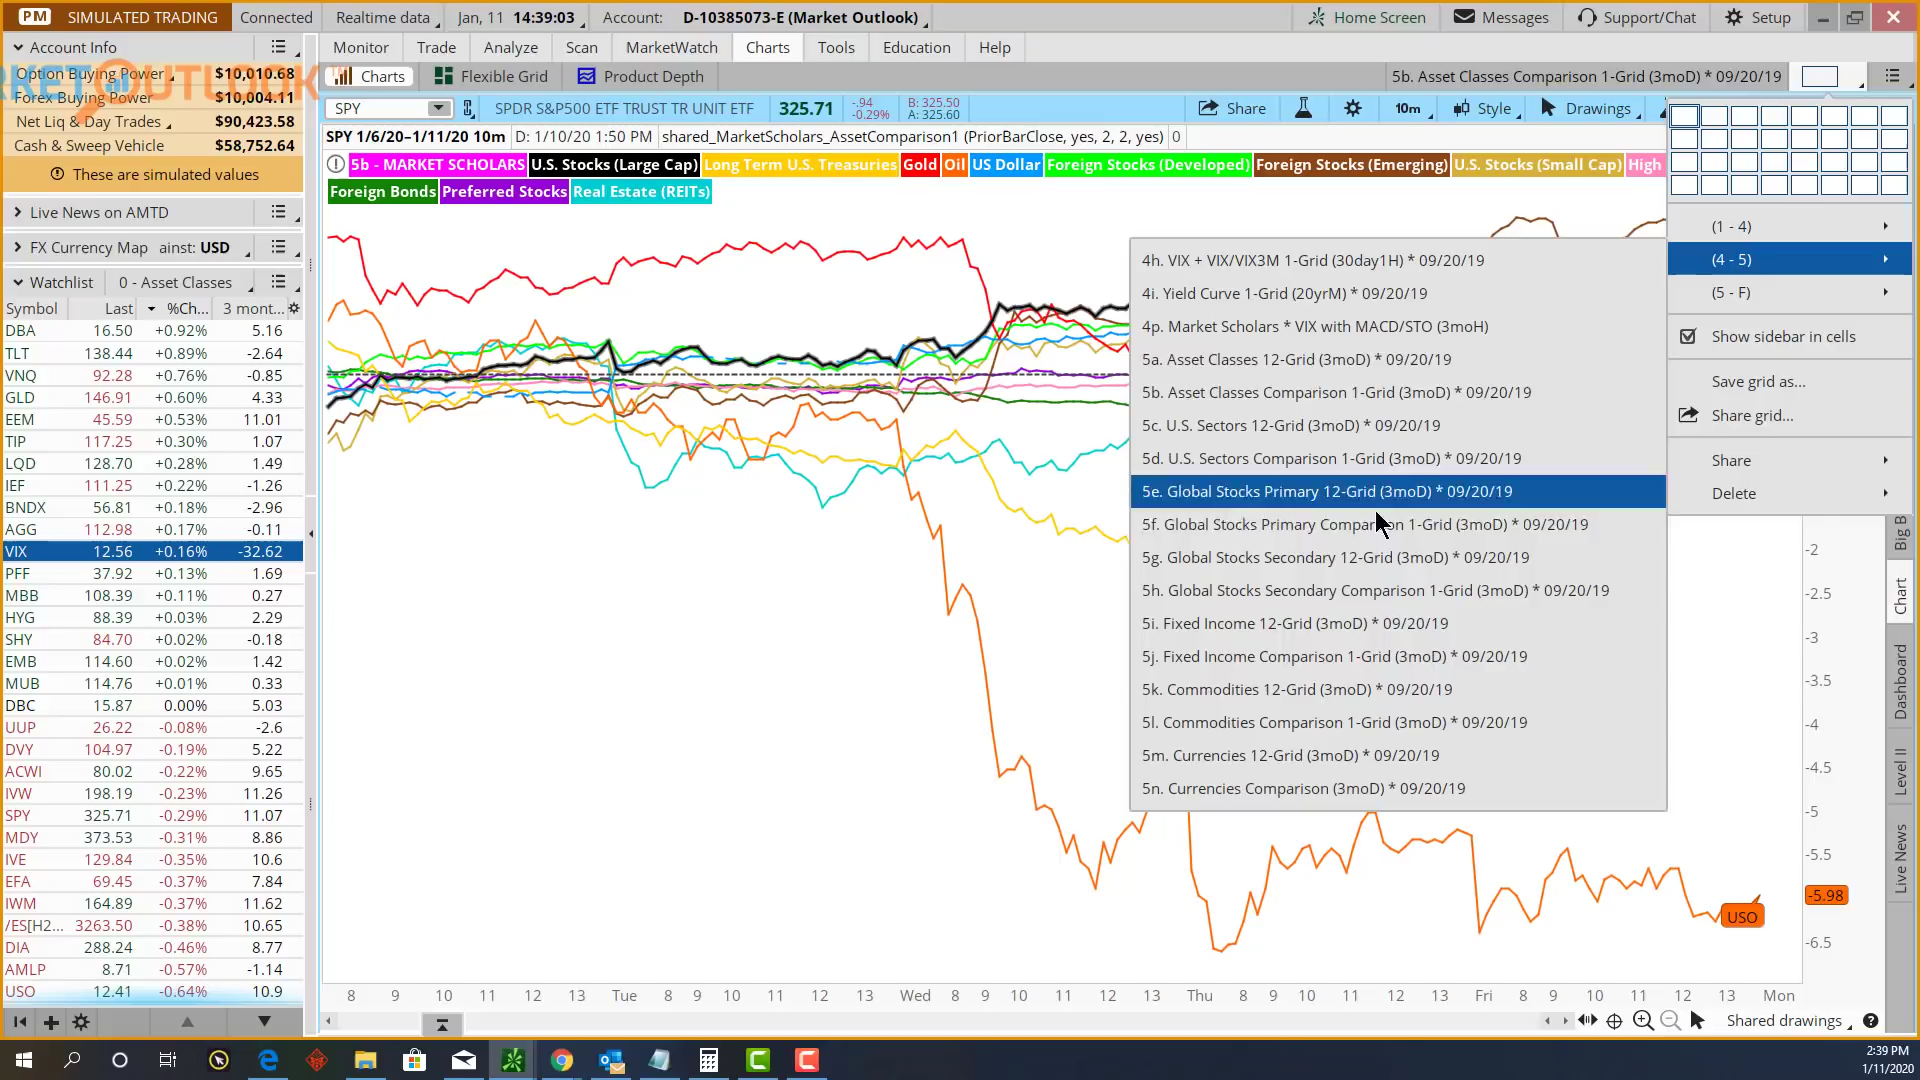 PM SIMULATED TRADING Connected Realtime data Jan, 11 14:39:03 Account: D-10385073-E (Market Outlook) Home Screen Messages Support/Chat Setup
Account Info
Option Buying Power $10,010.68
Forex Buying Power $10,004.11
Net Liq & Day Trades $90,423.58
Cash & Sweep Vehicle $58,752.64
These are simulated values
KET OUTLOOK
Live News on AMTD
FX Currency Map ainst: USD
Watchlist 0 - Asset Classes
Symbol Last %Ch... 3 mont...
DBA 16.50 +0.92% 5.16
TLT 138.44 +0.89% -2.64
VNQ 92.28 +0.76% -0.85
GLD 146.91 +0.60% 4.33
EEM 45.59 +0.53% 11.01
TIP 117.25 +0.30% 1.07
LQD 128.70 +0.28% 1.49
IEF 111.25 +0.22% -1.26
BNDX 56.81 +0.18% -2.96
AGG 112.98 +0.17% -0.11
VIX 12.56 +0.16% -32.62
PFF 37.92 +0.13% 1.69
MBB 108.39 +0.11% 0.27
HYG 88.39 +0.03% 2.29
SHY 84.70 +0.02% -0.18
EMB 114.60 +0.02% 1.42
MUB 114.76 +0.01% 0.33
DBC 15.87 0.00% 5.03
UUP 26.22 -0.08% -2.6
DVY 104.97 -0.19% 5.22
ACWI 80.02 -0.22% 9.65
IVW 198.19 -0.23% 11.26
SPY 325.71 -0.29% 11.07
MDY 373.53 -0.31% 8.86
IVE 129.84 -0.35% 10.6
EFA 69.45 -0.37% 7.84
IWM 164.89 -0.37% 11.62
/ES[H2... 3263.50 -0.38% 10.65
DIA 288.24 -0.46% 8.77
AMLP 8.71 -0.57% -1.14
USO 12.41 -0.64% 10.9
Monitor Trade Analyze Scan MarketWatch Charts Tools Education Help
Charts Flexible Grid Product Depth 5b. Asset Classes Comparison 1-Grid (3moD) * 09/20/19
SPY SPDR S&P500 ETF TRUST TR UNIT ETF 325.71 -.94 -0.29% B: 325.50 A: 325.60 Share 10m Style Drawings
SPY 1/6/20–1/11/20 10m D: 1/10/20 1:50 PM shared_MarketScholars_AssetComparison1 (PriorBarClose, yes, 2, 2, yes) 0
5b - MARKET SCHOLARS U.S. Stocks (Large Cap) Long Term U.S. Treasuries Gold Oil US Dollar Foreign Stocks (Developed) Foreign Stocks (Emerging) U.S. Stocks (Small Cap) High
Foreign Bonds Preferred Stocks Real Estate (REITs)
4h. VIX + VIX/VIX3M 1-Grid (30day1H) * 09/20/19
4i. Yield Curve 1-Grid (20yrM) * 09/20/19
4p. Market Scholars * VIX with MACD/STO (3moH)
5a. Asset Classes 12-Grid (3moD) * 09/20/19
5b. Asset Classes Comparison 1-Grid (3moD) * 09/20/19
5c. U.S. Sectors 12-Grid (3moD) * 09/20/19
5d. U.S. Sectors Comparison 1-Grid (3moD) * 09/20/19
5e. Global Stocks Primary 12-Grid (3moD) * 09/20/19
5f. Global Stocks Primary Comparison 1-Grid (3moD) * 09/20/19
5g. Global Stocks Secondary 12-Grid (3moD) * 09/20/19
5h. Global Stocks Secondary Comparison 1-Grid (3moD) * 09/20/19
5i. Fixed Income 12-Grid (3moD) * 09/20/19
5j. Fixed Income Comparison 1-Grid (3moD) * 09/20/19
5k. Commodities 12-Grid (3moD) * 09/20/19
5l. Commodities Comparison 1-Grid (3moD) * 09/20/19
5m. Currencies 12-Grid (3moD) * 09/20/19
5n. Currencies Comparison (3moD) * 09/20/19
(1 - 4)
(4 - 5)
(5 - F)
Show sidebar in cells
Save grid as...
Share grid...
Share
Delete
-2
-2.5
-3
-3.5
-4
-4.5
-5
-5.5
-5.98
USO
-6.5
Big B
Chart
Dashboard
Level II
Live News
8 9 10 11 12 13 Tue 8 9 10 11 12 13 Wed 8 9 10 11 12 13 Thu 8 9 10 11 12 13 Fri 8 9 10 11 12 13 Mon
Shared drawings
2:39 PM
1/11/2020